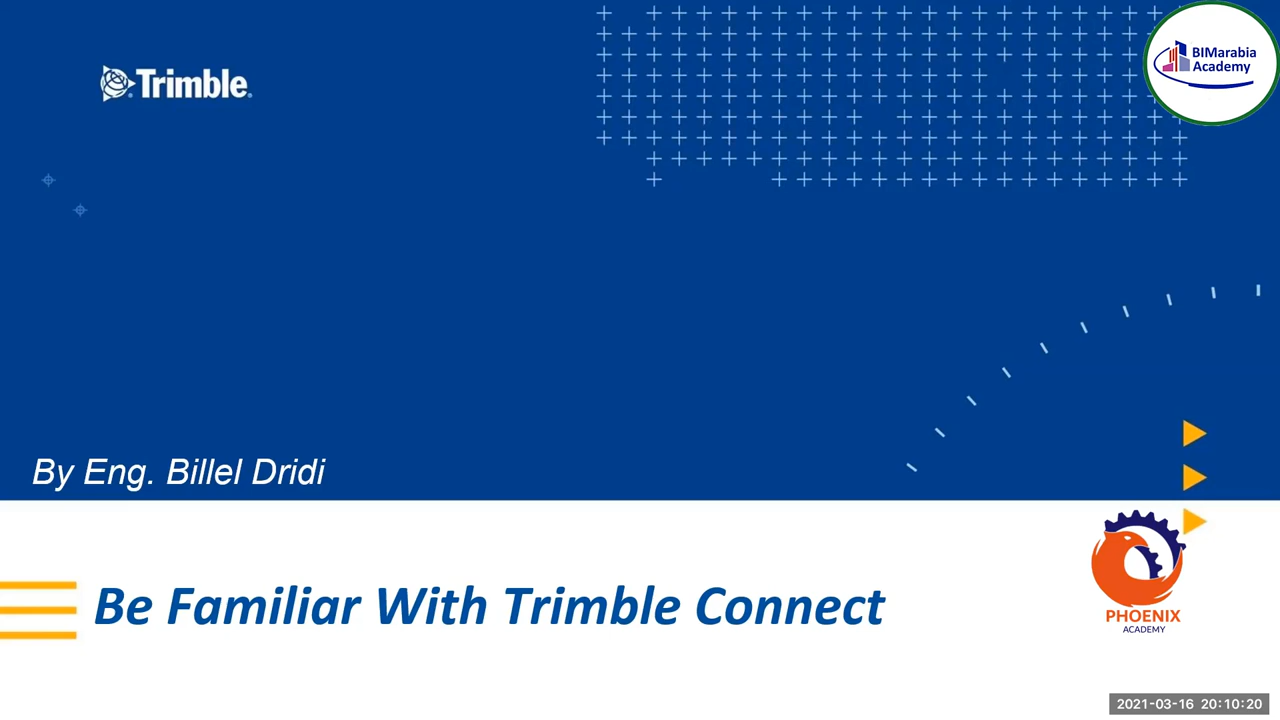 BIMarabia
Academy
Trimble
By Eng. Billel Dridi
Be Familiar With Trimble Connect
PHOENIX
ACADEMY
2021-03-16 20:10:20